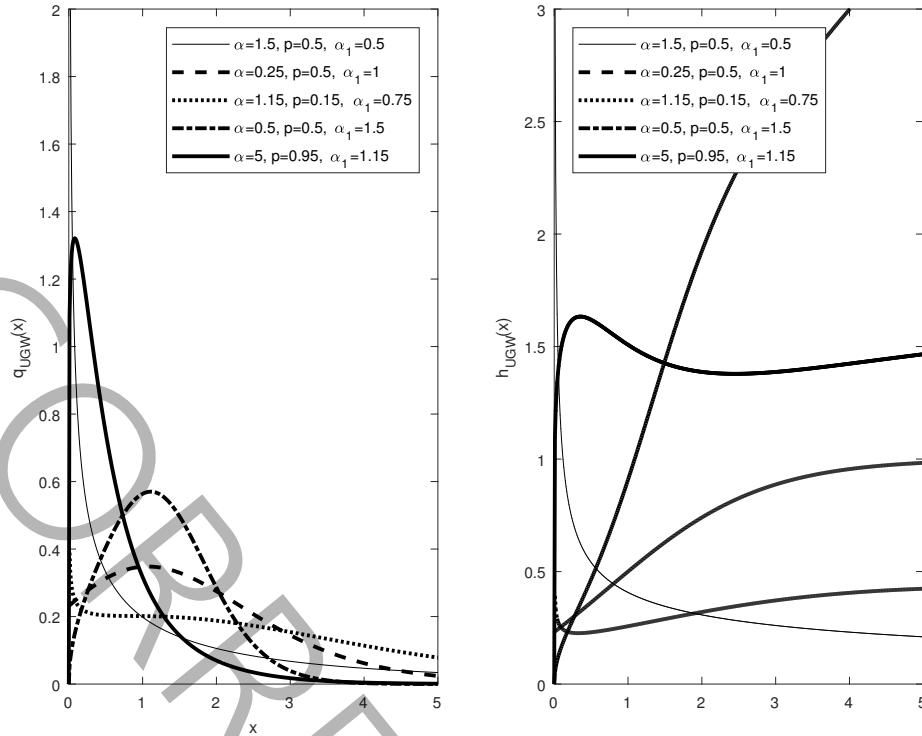 2
1.8
1.6
1.4
1.2
1
0.8
0.6
0.4
0.2
0
q_UGW(x)
0 1 2 3 4 5
x
α=1.5, p=0.5, α_1=0.5
α=0.25, p=0.5, α_1=1
α=1.15, p=0.15, α_1=0.75
α=0.5, p=0.5, α_1=1.5
α=5, p=0.95, α_1=1.15
3
2.5
2
1.5
1
0.5
0
h_UGW(x)
0 1 2 3 4 5
α=1.5, p=0.5, α_1=0.5
α=0.25, p=0.5, α_1=1
α=1.15, p=0.15, α_1=0.75
α=0.5, p=0.5, α_1=1.5
α=5, p=0.95, α_1=1.15
CORR